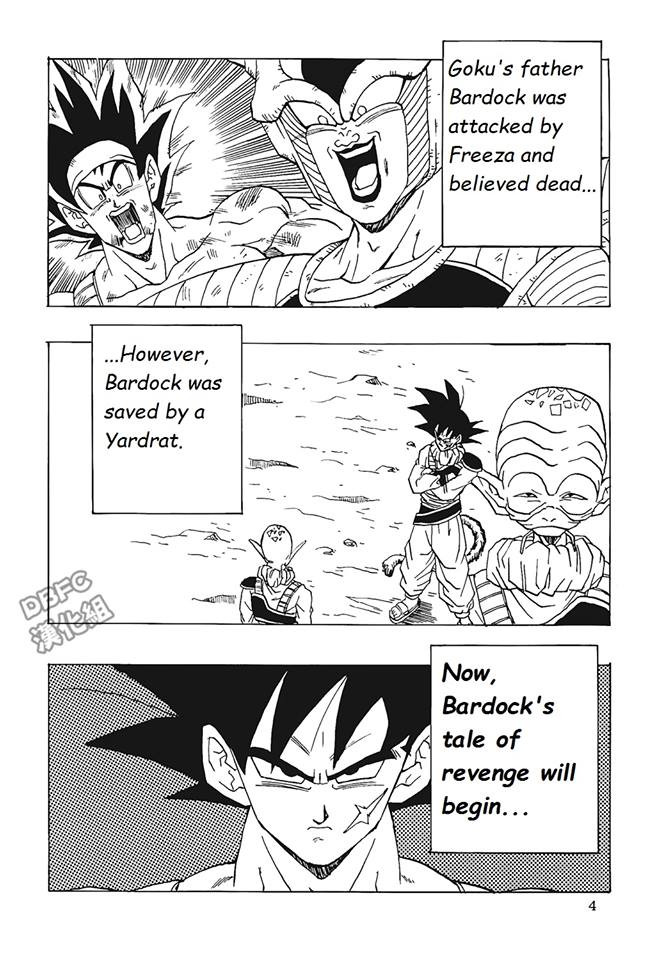 Goku's father
Bardock was
attacked by
Freeza and
believed dead...
...However,
Bardock was
saved by a
Yardrat.
DBFC
漢化組
Now,
Bardock's
tale of
revenge will
begin...
4